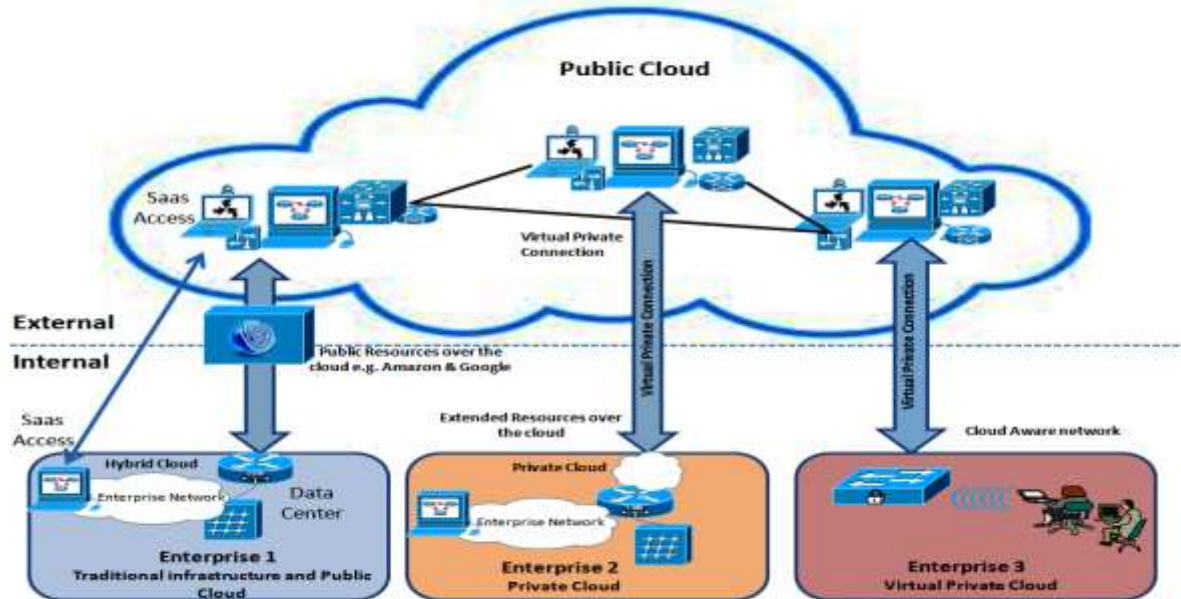 Public Cloud
Saas
Access
Virtual Private
Connection
Virtual Private Connection
Virtual Private Connection
External
Internal
Public Resources over the
cloud e.g. Amazon & Google
Saas
Access
Extended Resources over
the cloud
Cloud Aware network
Hybrid Cloud
Enterprise Network
Data
Center
Enterprise 1
Traditional infrastructure and Public
Cloud
Private Cloud
Enterprise Network
Enterprise 2
Private Cloud
Enterprise 3
Virtual Private Cloud